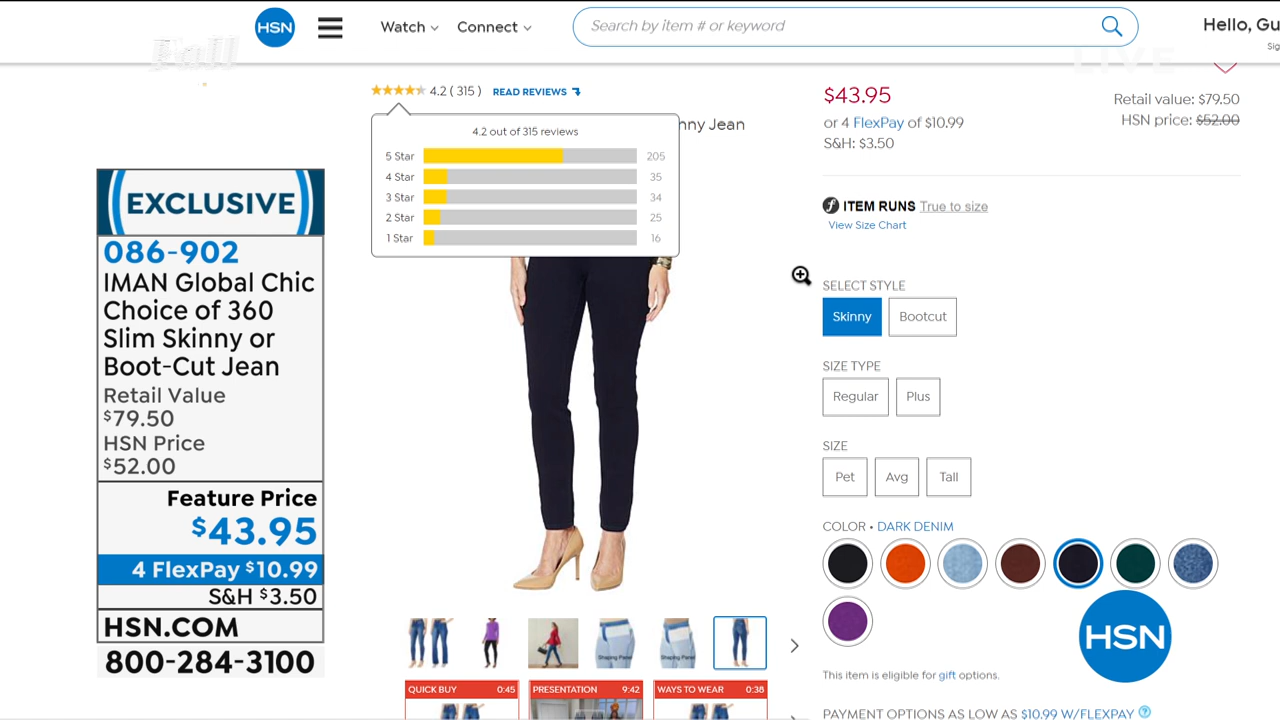 HSN
Watch
Connect
Search by item # or keyword
Hello, Gu
Sig
Fall
LIVE
4.2 (315)
READ REVIEWS
4.2 out of 315 reviews
5 Star 205
4 Star 35
3 Star 34
2 Star 25
1 Star 16
nny Jean
$43.95
or 4 FlexPay of $10.99
S&H: $3.50
Retail value: $79.50
HSN price: $52.00
ITEM RUNS True to size
View Size Chart
SELECT STYLE
Skinny
Bootcut
SIZE TYPE
Regular
Plus
SIZE
Pet
Avg
Tall
COLOR • DARK DENIM
This item is eligible for gift options.
PAYMENT OPTIONS AS LOW AS $10.99 W/FLEXPAY ?
HSN
EXCLUSIVE
086-902
IMAN Global Chic
Choice of 360
Slim Skinny or
Boot-Cut Jean
Retail Value
$79.50
HSN Price
$52.00
Feature Price
$43.95
4 FlexPay $10.99
S&H $3.50
HSN.COM
800-284-3100
Shaping Panel
Shaping Panel
QUICK BUY 0:45
PRESENTATION 9:42
WAYS TO WEAR 0:38